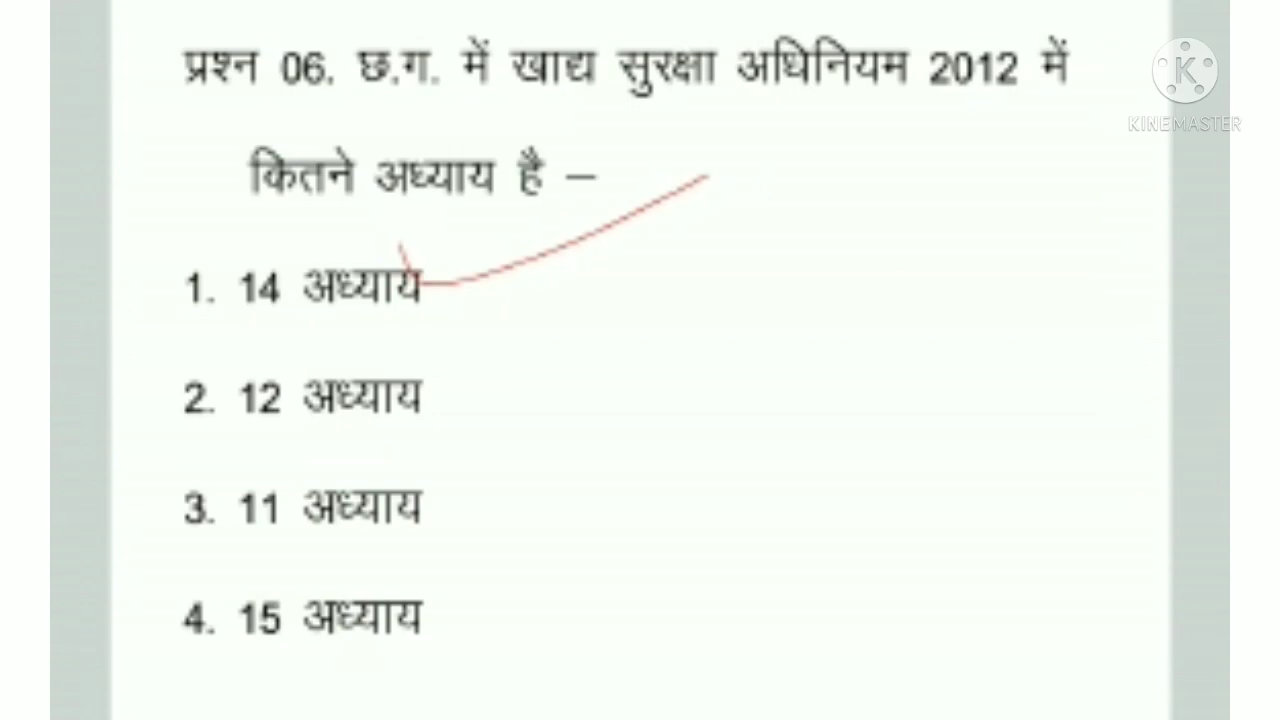 प्रश्न 06. छ.ग. में खाद्य सुरक्षा अधिनियम 2012 में
कितने अध्याय है –
1. 14 अध्याय
2. 12 अध्याय
3. 11 अध्याय
4. 15 अध्याय
K
KINEMASTER